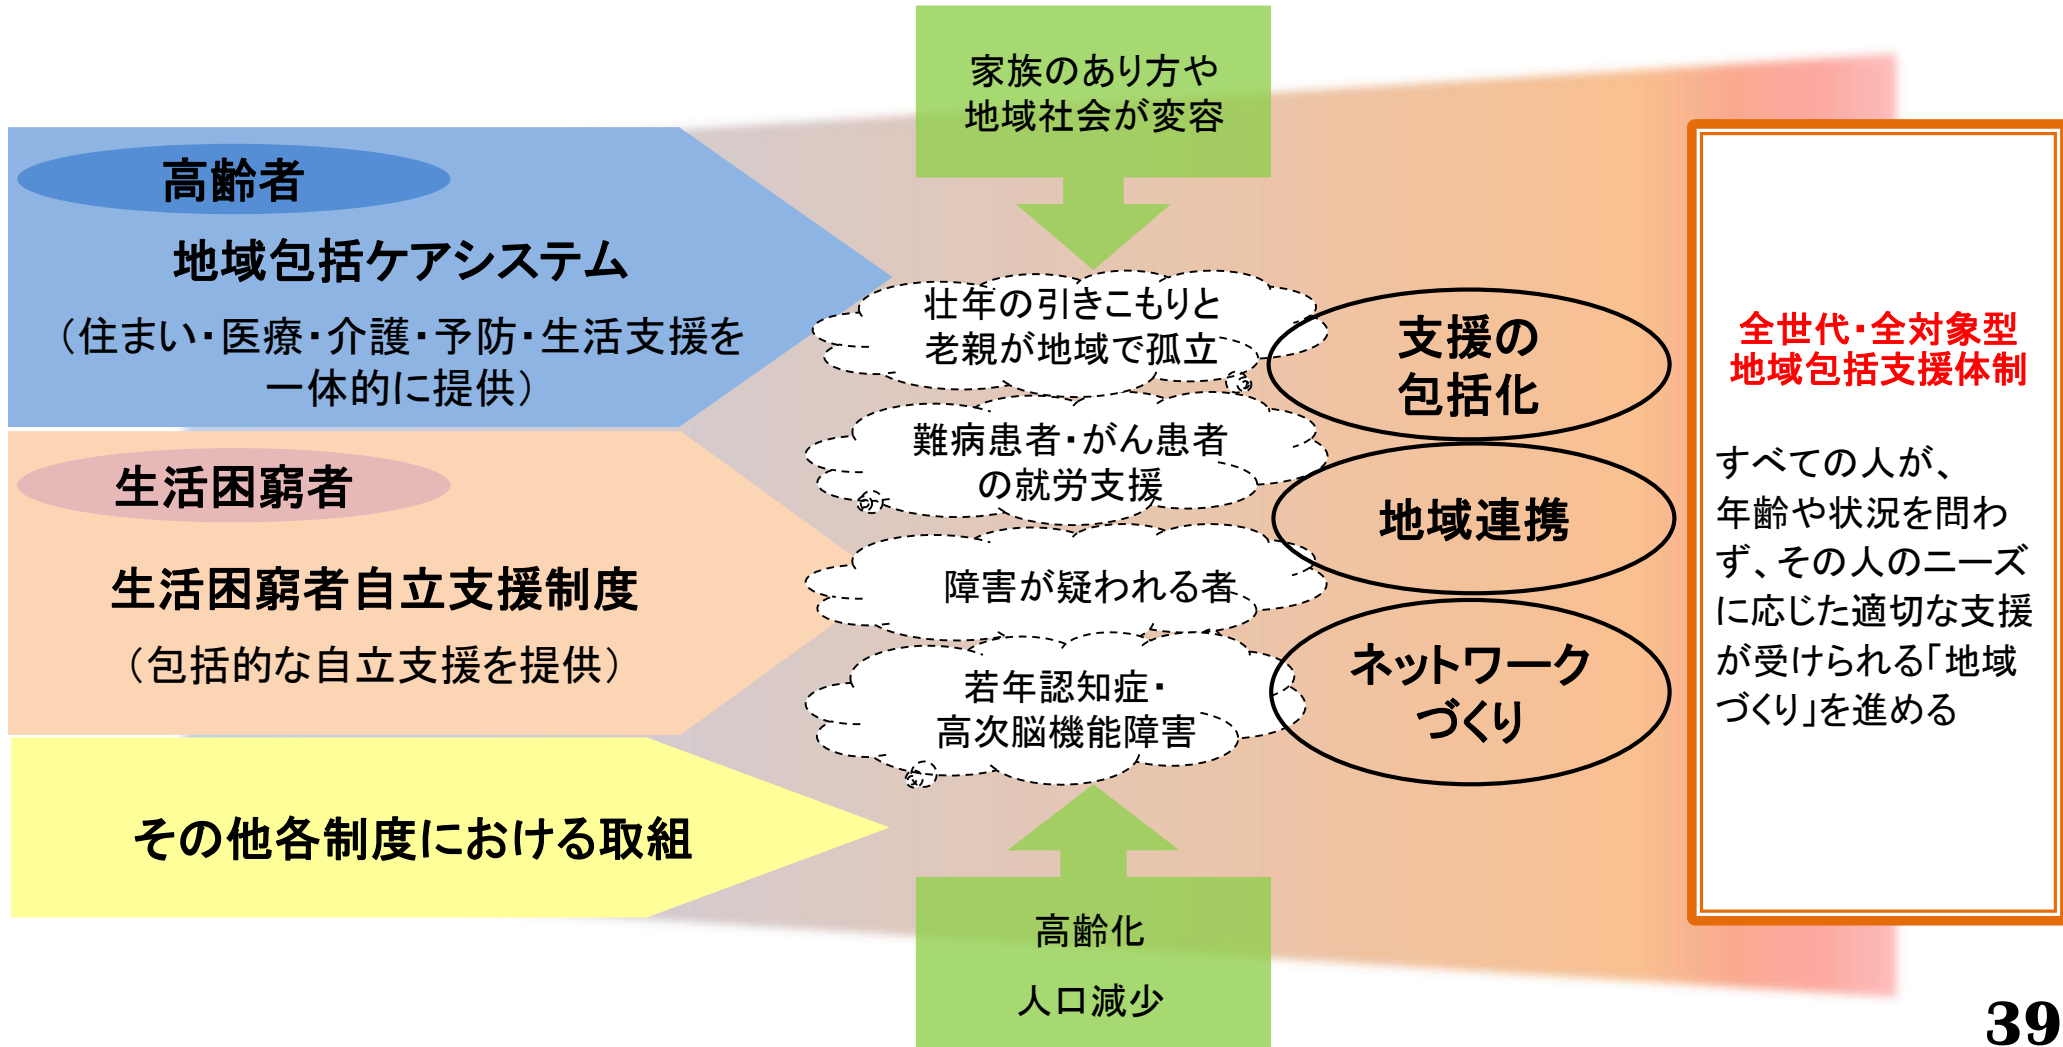 家族のあり方や
地域社会が変容
高齢者
地域包括ケアシステム
（住まい・医療・介護・予防・生活支援を
一体的に提供）
生活困窮者
生活困窮者自立支援制度
（包括的な自立支援を提供）
その他各制度における取組
壮年の引きこもりと
老親が地域で孤立
難病患者・がん患者
の就労支援
障害が疑われる者
若年認知症・
高次脳機能障害
高齢化
人口減少
支援の
包括化
地域連携
ネットワーク
づくり
全世代・全対象型
地域包括支援体制
すべての人が、
年齢や状況を問わ
ず、その人のニーズ
に応じた適切な支援
が受けられる「地域
づくり」を進める
39